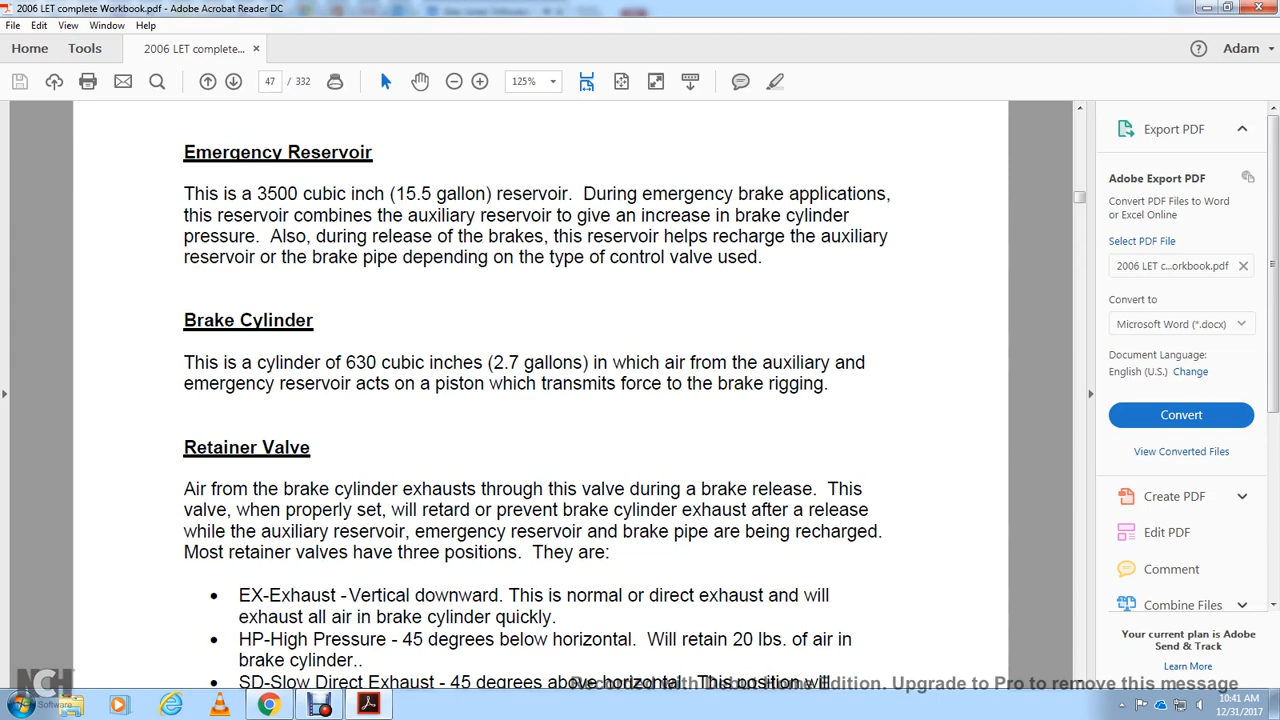 2006 LET complete Workbook.pdf - Adobe Acrobat Reader DC
File Edit View Window Help
Home Tools 2006 LET complete... Adam
47 / 332 125%
Emergency Reservoir
This is a 3500 cubic inch (15.5 gallon) reservoir. During emergency brake applications,
this reservoir combines the auxiliary reservoir to give an increase in brake cylinder
pressure. Also, during release of the brakes, this reservoir helps recharge the auxiliary
reservoir or the brake pipe depending on the type of control valve used.
Brake Cylinder
This is a cylinder of 630 cubic inches (2.7 gallons) in which air from the auxiliary and
emergency reservoir acts on a piston which transmits force to the brake rigging.
Retainer Valve
Air from the brake cylinder exhausts through this valve during a brake release. This
valve, when properly set, will retard or prevent brake cylinder exhaust after a release
while the auxiliary reservoir, emergency reservoir and brake pipe are being recharged.
Most retainer valves have three positions. They are:
• EX-Exhaust -Vertical downward. This is normal or direct exhaust and will
exhaust all air in brake cylinder quickly.
• HP-High Pressure - 45 degrees below horizontal. Will retain 20 lbs. of air in
brake cylinder..
• SD-Slow Direct Exhaust - 45 degrees above horizontal. This position will
Export PDF
Adobe Export PDF
Convert PDF Files to Word
or Excel Online
Select PDF File
2006 LET c...orkbook.pdf
Convert to
Microsoft Word (*.docx)
Document Language:
English (U.S.) Change
Convert
View Converted Files
Create PDF
Edit PDF
Comment
Combine Files
Your current plan is Adobe
Send & Track
Learn More
Edition. Upgrade to Pro to remove this message
NCH
Software
10:41 AM
12/31/2017